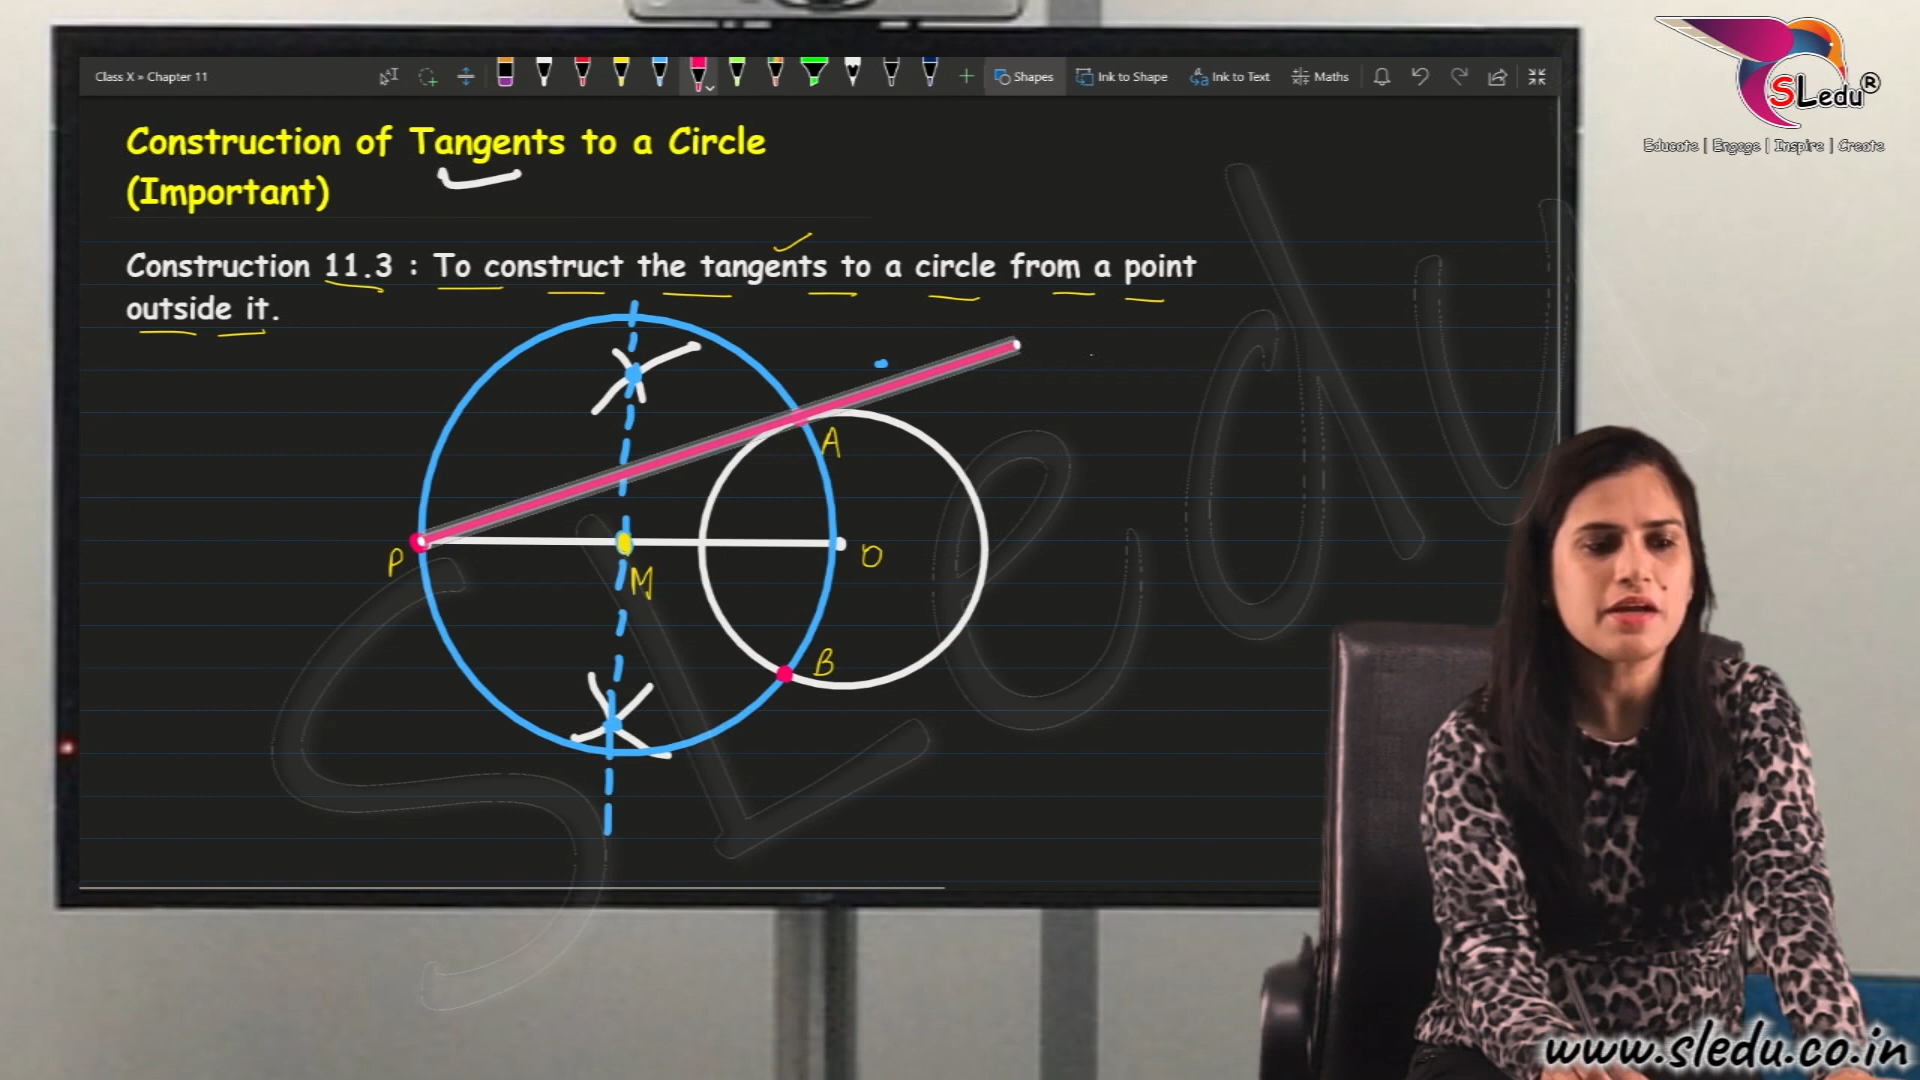 Class X » Chapter 11
Shapes
Ink to Shape
Ink to Text
Maths
SLedu®
Educate | Engage | Inspire | Create
Construction of Tangents to a Circle
(Important)
Construction 11.3 : To construct the tangents to a circle from a point
outside it.
A
P
M
O
B
SLedu
www.sledu.co.in